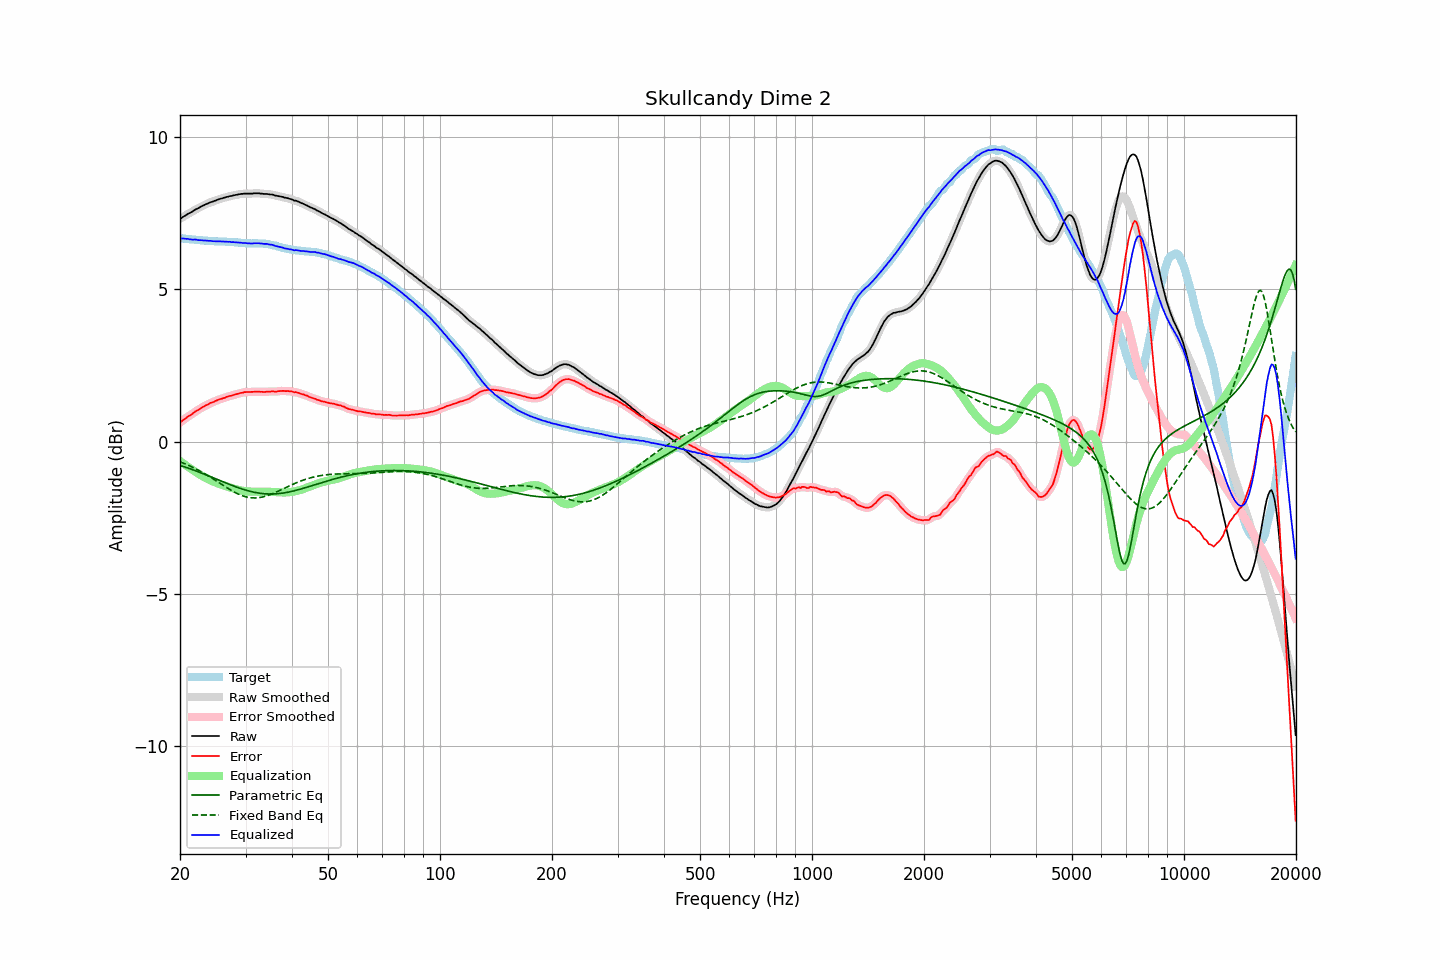 Skullcandy Dime 2
Amplitude (dBr)
10
5
0
−5
−10
Target
Raw Smoothed
Error Smoothed
Raw
Error
Equalization
Parametric Eq
Fixed Band Eq
Equalized
20 50 100 200 500 1000 2000 5000 10000 20000
Frequency (Hz)